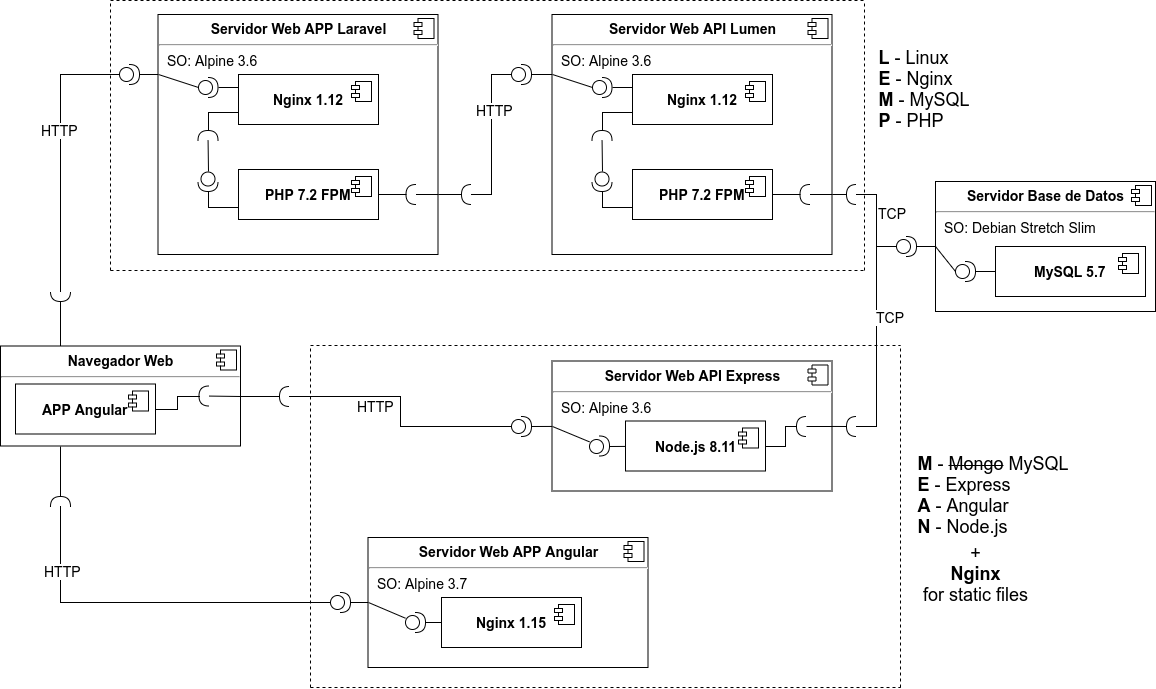 Servidor Web APP Laravel
SO: Alpine 3.6
Nginx 1.12
PHP 7.2 FPM
HTTP
HTTP
Servidor Web API Lumen
SO: Alpine 3.6
Nginx 1.12
PHP 7.2 FPM
L - Linux
E - Nginx
M - MySQL
P - PHP
TCP
Servidor Base de Datos
SO: Debian Stretch Slim
MySQL 5.7
TCP
Navegador Web
APP Angular
HTTP
Servidor Web API Express
SO: Alpine 3.6
Node.js 8.11
M - Mongo MySQL
E - Express
A - Angular
N - Node.js
+
Nginx
for static files
HTTP
Servidor Web APP Angular
SO: Alpine 3.7
Nginx 1.15